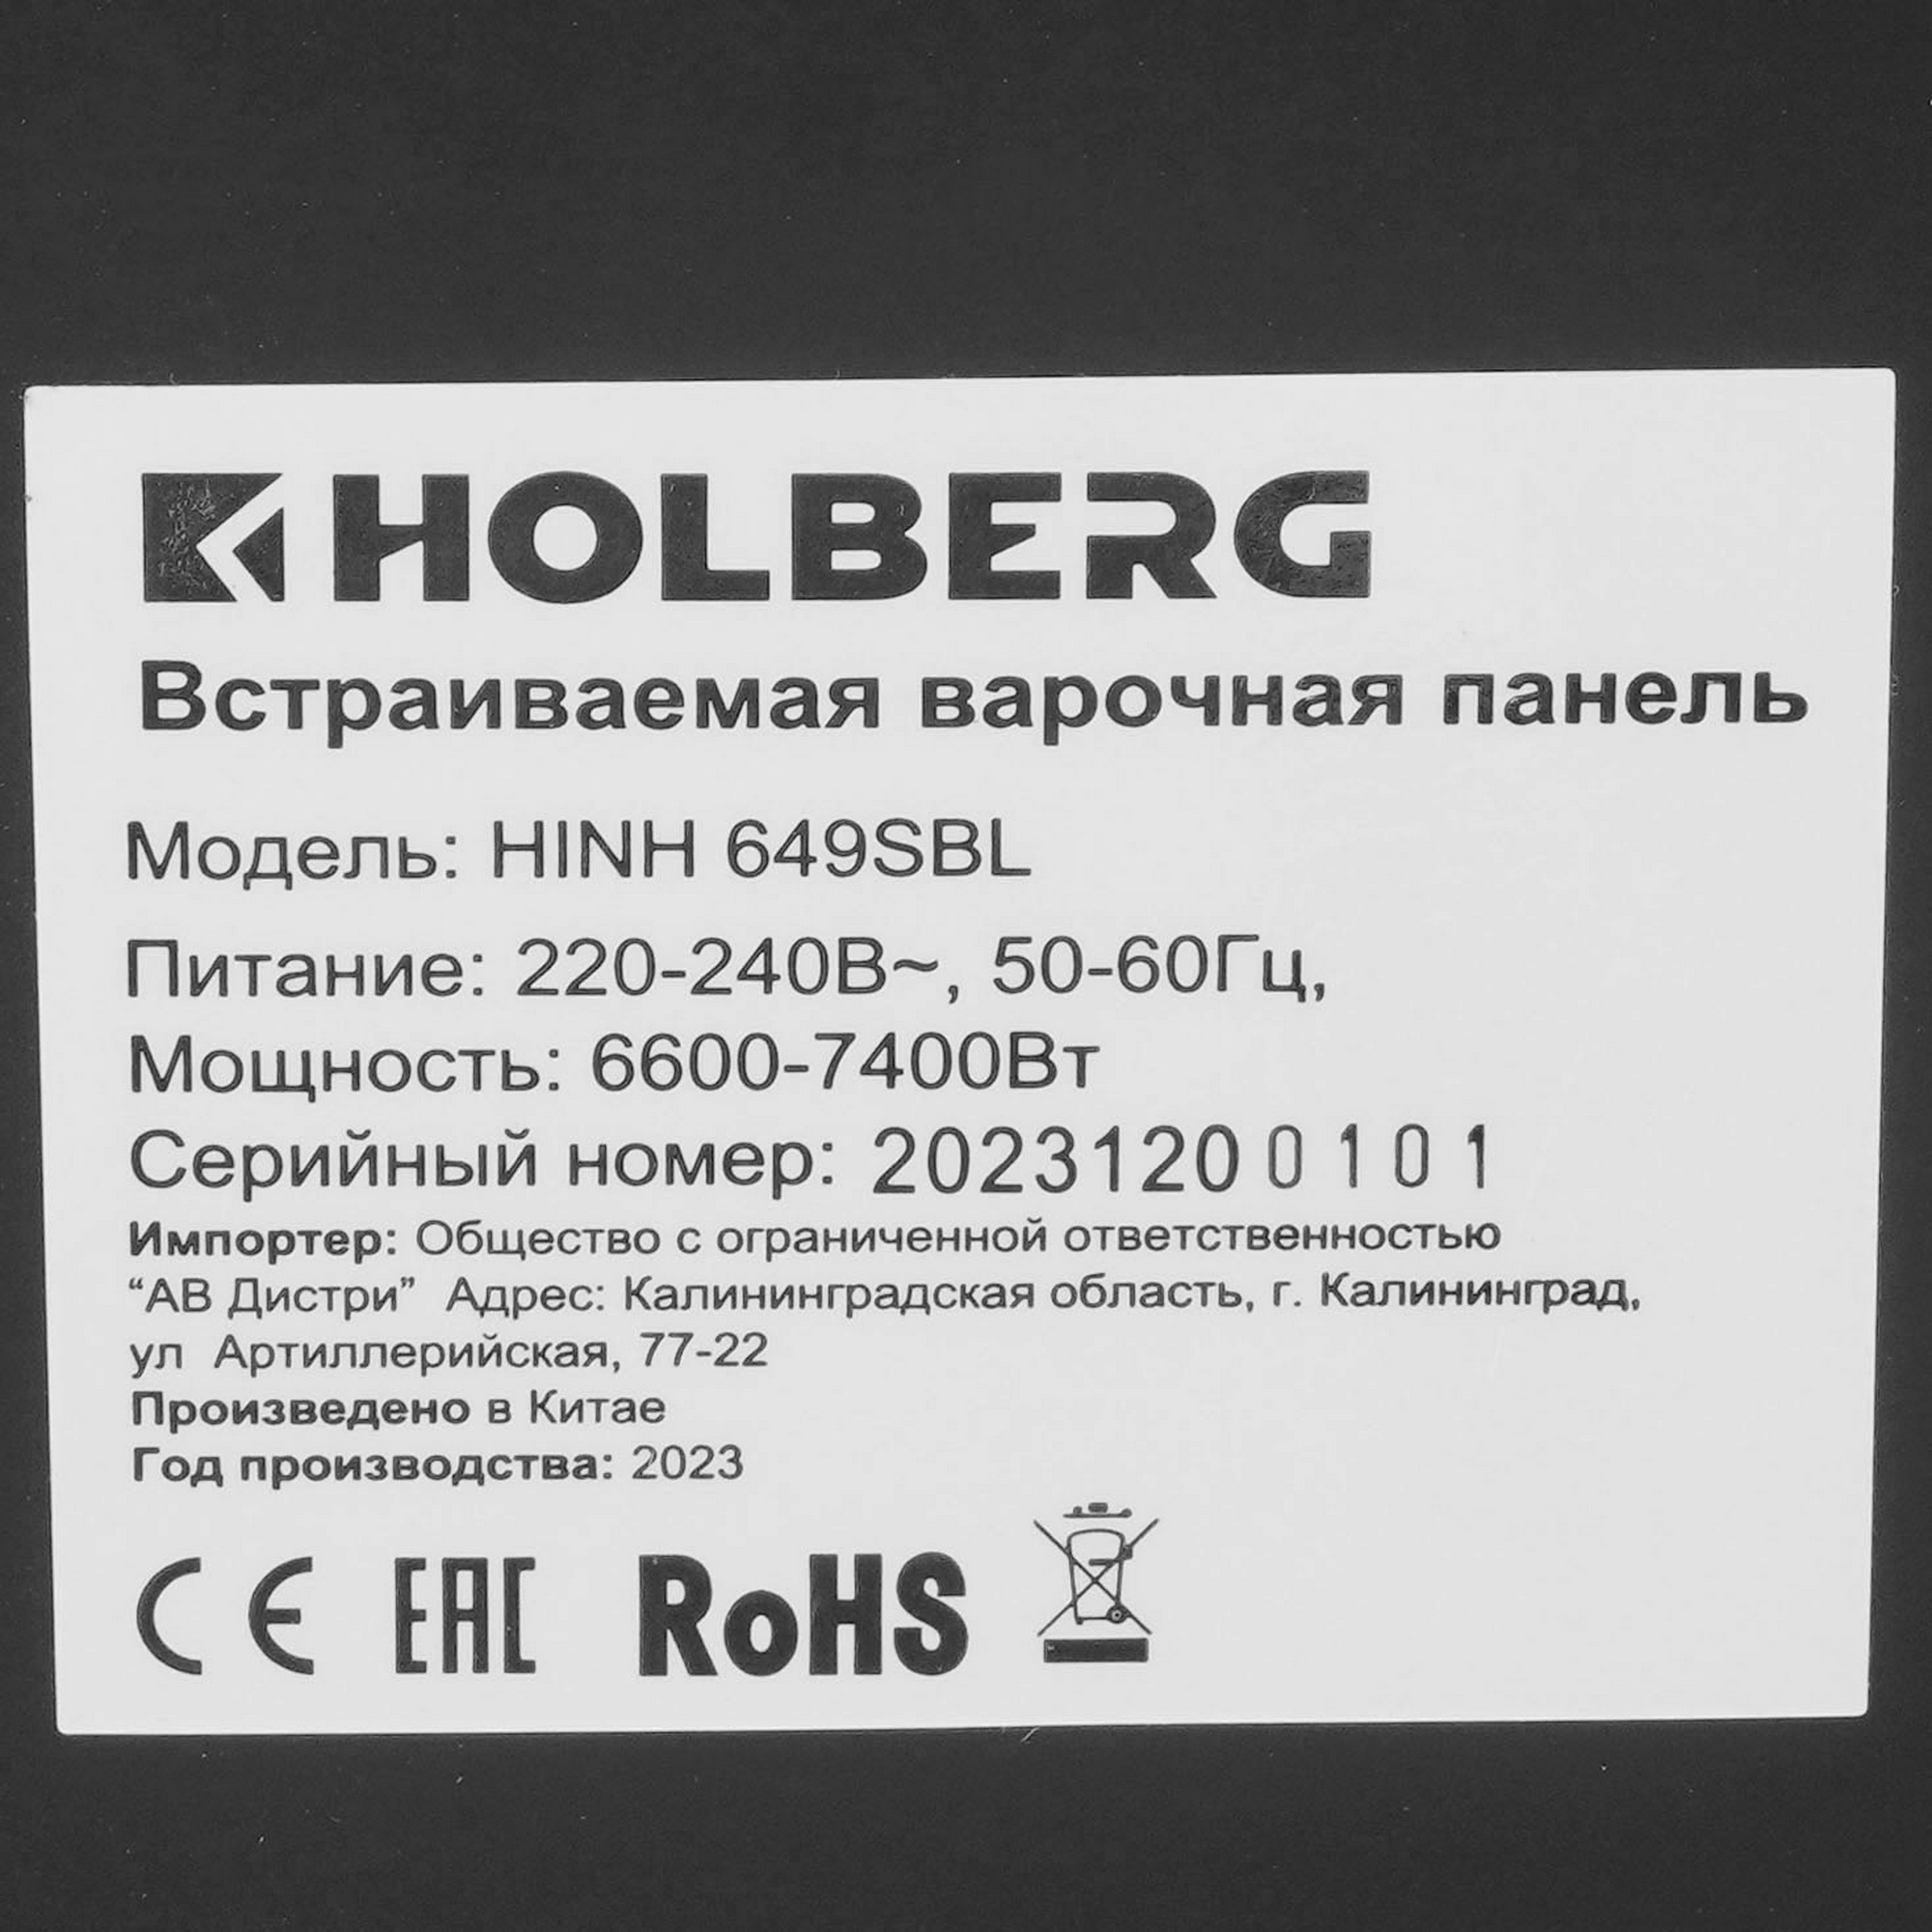 HOLBERG
Встраиваемая варочная панель
Модель: HINH 649SBL
Питание: 220-240В~, 50-60Гц,
Мощность: 6600-7400Вт
Серийный номер: 202312000101
Импортер: Общество с ограниченной ответственностью
“АВ Дистри” Адрес: Калининградская область, г. Калининград,
ул Артиллерийская, 77-22
Произведено в Китае
Год производства: 2023
CE EAC RoHS